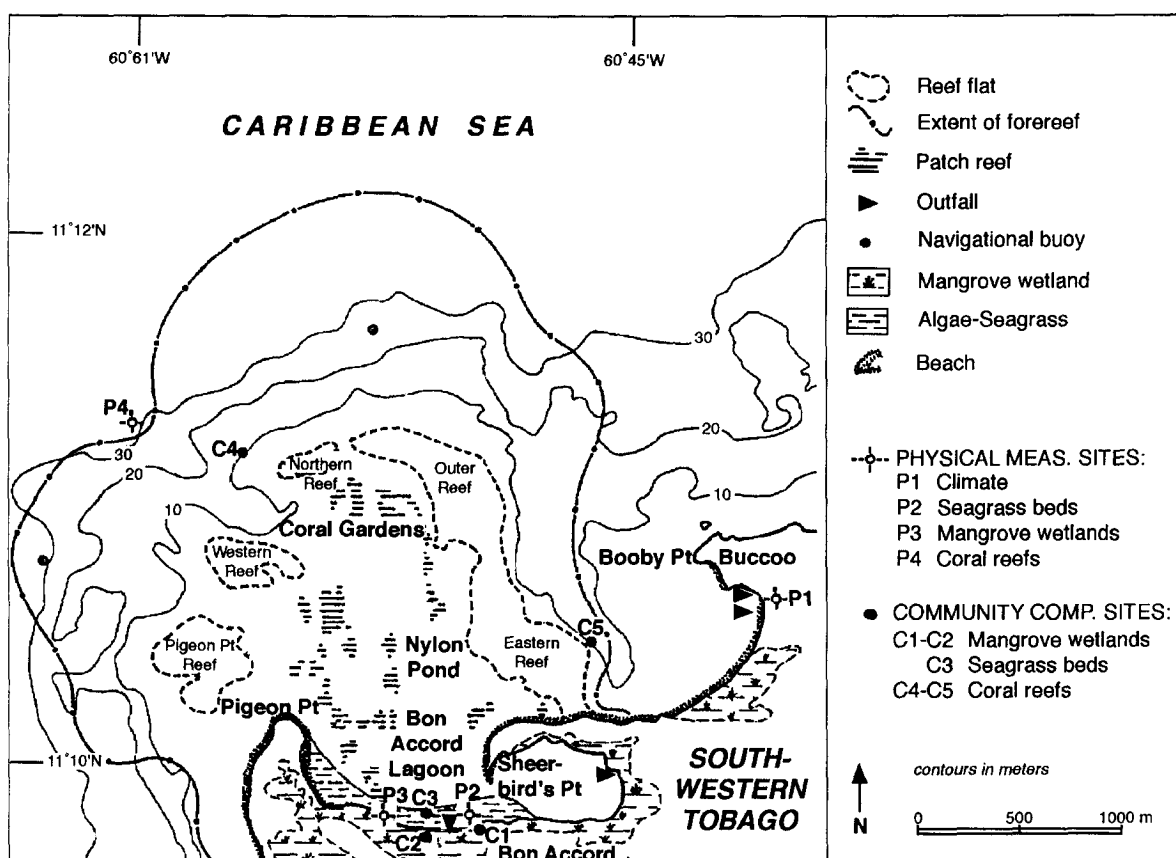 60°61'W
60°45'W
CARIBBEAN SEA
11°12'N
30
P4
30
20
C4
20
10
10
Northern
Reef
Outer
Reef
Coral Gardens
Western
Reef
Booby Pt
Buccoo
P1
C5
Pigeon Pt
Reef
Nylon
Pond
Eastern
Reef
Pigeon Pt
Bon
Accord
Lagoon
11°10'N
Sheer-
bird's Pt
SOUTH-
WESTERN
TOBAGO
P3
C3
P2
C2
C1
Bon Accord
Reef flat
Extent of forereef
Patch reef
Outfall
Navigational buoy
Mangrove wetland
Algae-Seagrass
Beach
PHYSICAL MEAS. SITES:
P1 Climate
P2 Seagrass beds
P3 Mangrove wetlands
P4 Coral reefs
COMMUNITY COMP. SITES:
C1-C2 Mangrove wetlands
C3 Seagrass beds
C4-C5 Coral reefs
contours in meters
N
0 500 1000 m